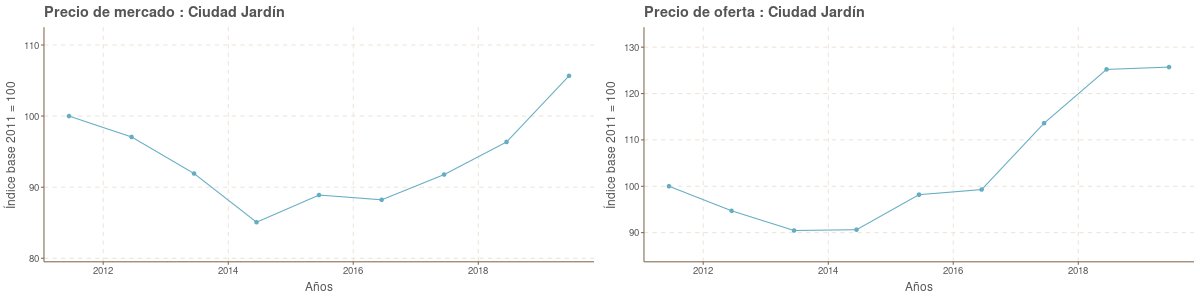 Precio de mercado : Ciudad Jardín
Índice base 2011 = 100
110
100
90
80
2012
2014
2016
2018
Años
Precio de oferta : Ciudad Jardín
Índice base 2011 = 100
130
120
110
100
90
2012
2014
2016
2018
Años